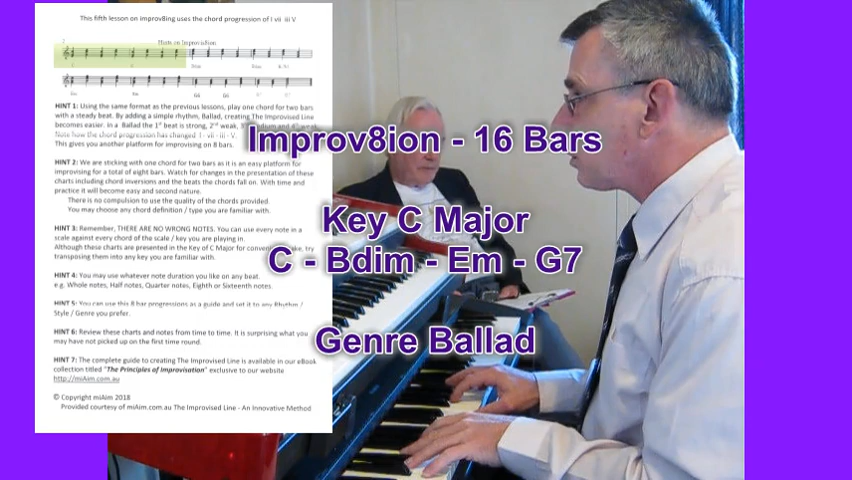 This fifth lesson on improv8ing uses the chord progression of I vii iii V
Hints on Improvis8ion
HINT 1: Using the same format as the previous lessons, play one chord for two bars
with a steady beat. By adding a simple rhythm, Ballad, creating The Improvised Line
becomes easier. In a Ballad the 1st beat is strong, 2nd weak,
Note how the chord progression has changed I - vii - iii - V.
This gives you another platform for improvising on 8 bars.
HINT 2: We are sticking with one chord for two bars as it is an easy platform for
improvising for a total of eight bars. Watch for changes in the presentation of these
charts including chord inversions and the beats the chords fall on. With time and
practice it will become easy and second nature.
There is no compulsion to use the quality of the chords provided.
You may choose any chord definition / type you are familiar with.
HINT 3: Remember, THERE ARE NO WRONG NOTES. You can use every note in a
scale against every chord of the scale / key you are playing in.
Although these charts are presented in the Key of C Major for try
transposing them into any key you are familiar with.
HINT 4: You may use whatever note duration you like on any beat.
e.g. Whole notes, Half notes, Quarter notes, Eighth or Sixteenth notes.
HINT 5: You can use this 8 bar progressions as a guide and set it to any Rhythm /
Style / Genre you prefer.
HINT 6: Review these charts and notes from time to time. It is surprising what you
may have not picked up on the first time round.
HINT 7: The complete guide to creating The Improvised Line is available in our eBook
collection titled "The Principles of Improvisation" exclusive to our website
http://miAim.com.au
© Copyright miAim 2018
Provided courtesy of miAim.com.au The Improvised Line - An Innovative Method
Improv8ion - 16 Bars
Key C Major
C - Bdim - Em - G7
Genre Ballad